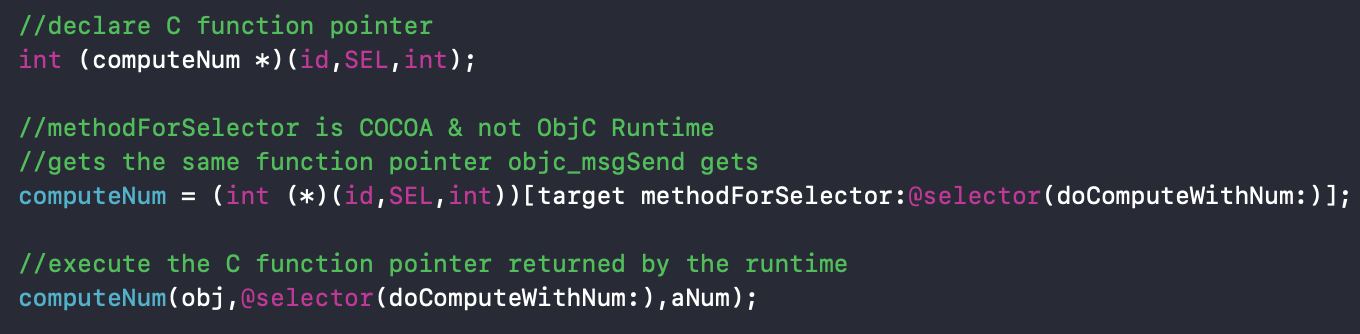 //declare C function pointer
int (computeNum *)(id,SEL,int);
//methodForSelector is COCOA & not ObjC Runtime
//gets the same function pointer objc_msgSend gets
computeNum = (int (*)(id,SEL,int))[target methodForSelector:@selector(doComputeWithNum:)];
//execute the C function pointer returned by the runtime
computeNum(obj,@selector(doComputeWithNum:),aNum);